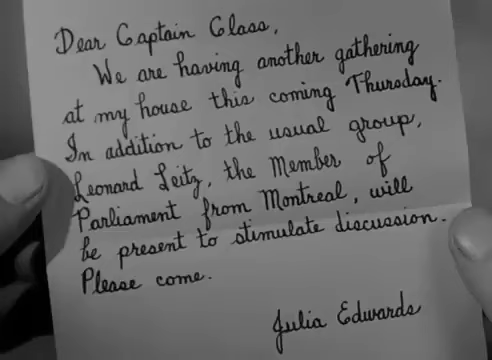 Dear Captain Glass,
We are having another gathering
at my house this coming Thursday.
In addition to the usual group,
Leonard Leitz, the Member of
Parliament from Montreal, will
be present to stimulate discussion.
Please come.
Julia Edwards